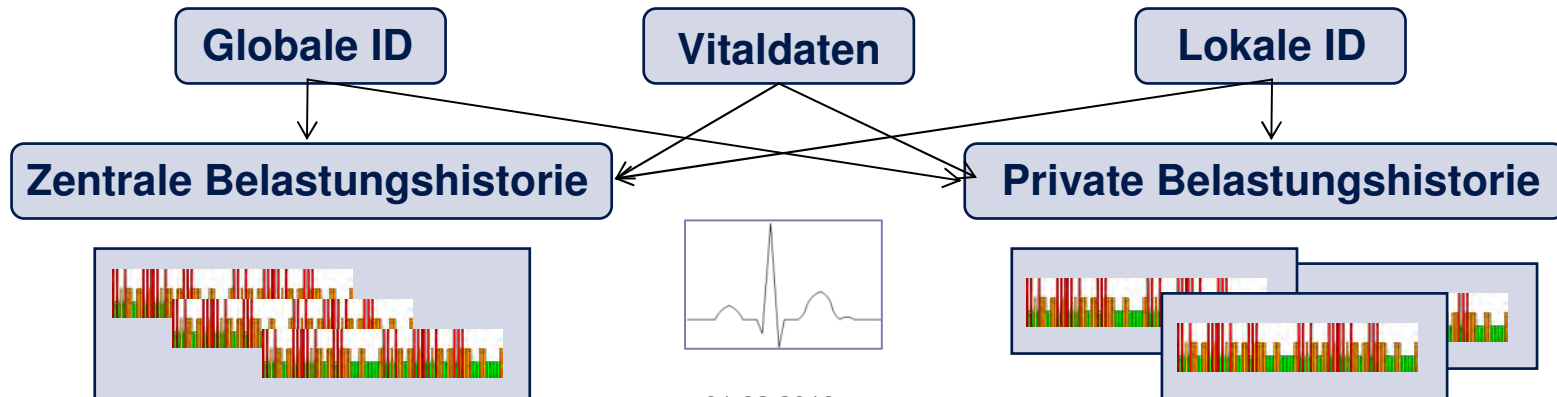 Globale ID
Vitaldaten
Lokale ID
Zentrale Belastungshistorie
Private Belastungshistorie